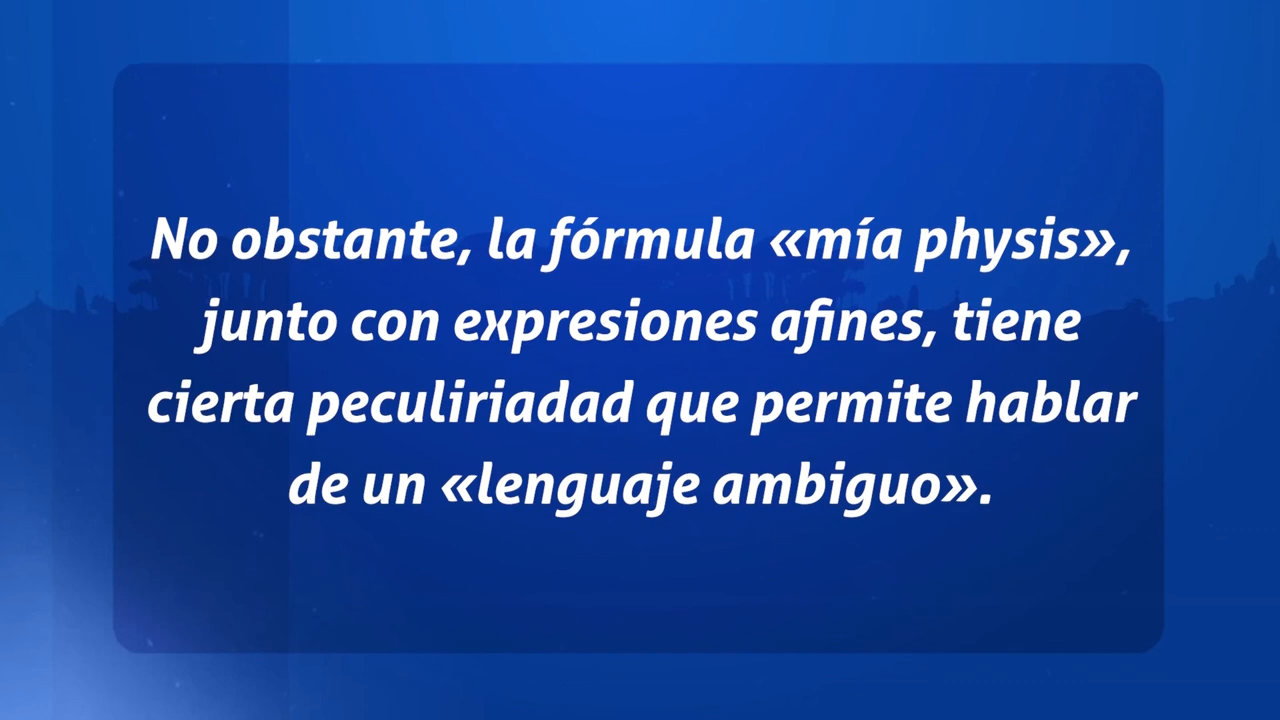 No obstante, la fórmula «mía physis»,
junto con expresiones afines, tiene
cierta peculiriadad que permite hablar
de un «lenguaje ambiguo».